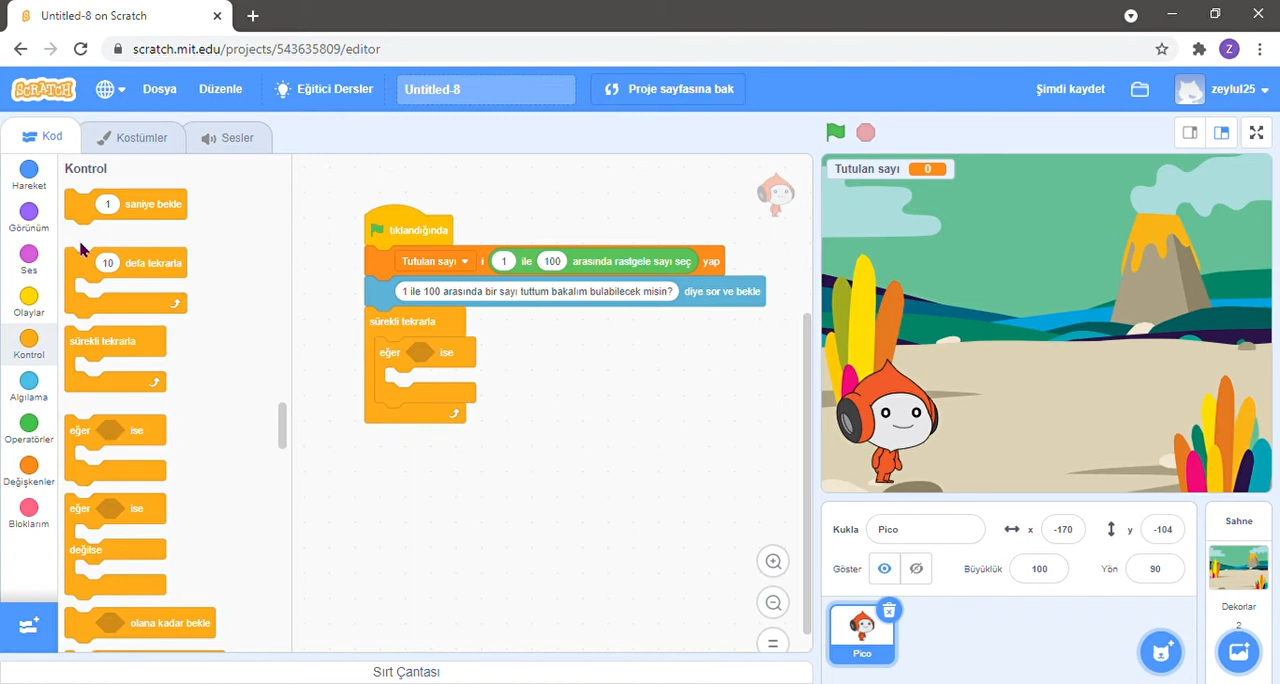 Untitled-8 on Scratch
scratch.mit.edu/projects/543635809/editor
Z
SCRATCH
Dosya
Düzenle
Eğitici Dersler
Untitled-8
Proje sayfasına bak
Şimdi kaydet
zeylul25
Kod
Kostümler
Sesler
Hareket
Görünüm
Ses
Olaylar
Kontrol
Algılama
Operatörler
Değişkenler
Bloklarım
Kontrol
1 saniye bekle
10 defa tekrarla
sürekli tekrarla
eğer ise
eğer ise
değilse
olana kadar bekle
tıklandığında
Tutulan sayı i 1 ile 100 arasında rastgele sayı seç yap
1 ile 100 arasında bir sayı tuttum bakalım bulabilecek misin? diye sor ve bekle
sürekli tekrarla
eğer ise
Tutulan sayı 0
Kukla Pico x -170 y -104
Göster Büyüklük 100 Yön 90
Pico
Sahne
Dekorlar
2
Sırt Çantası